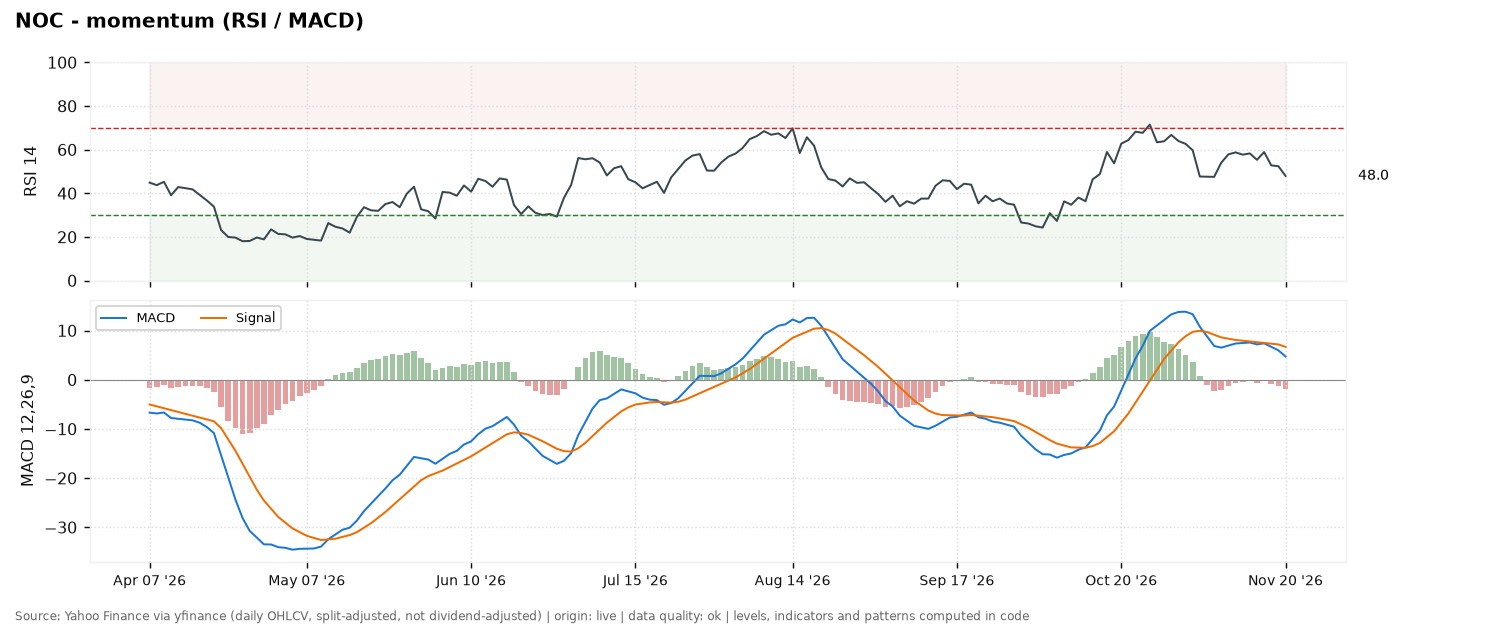 NOC - momentum (RSI / MACD)
100
80
60
40
20
0
RSI 14
48.0
MACD
Signal
10
0
−10
−20
−30
MACD 12,26,9
Apr 07 '26
May 07 '26
Jun 10 '26
Jul 15 '26
Aug 14 '26
Sep 17 '26
Oct 20 '26
Nov 20 '26
Source: Yahoo Finance via yfinance (daily OHLCV, split-adjusted, not dividend-adjusted) | origin: live | data quality: ok | levels, indicators and patterns computed in code